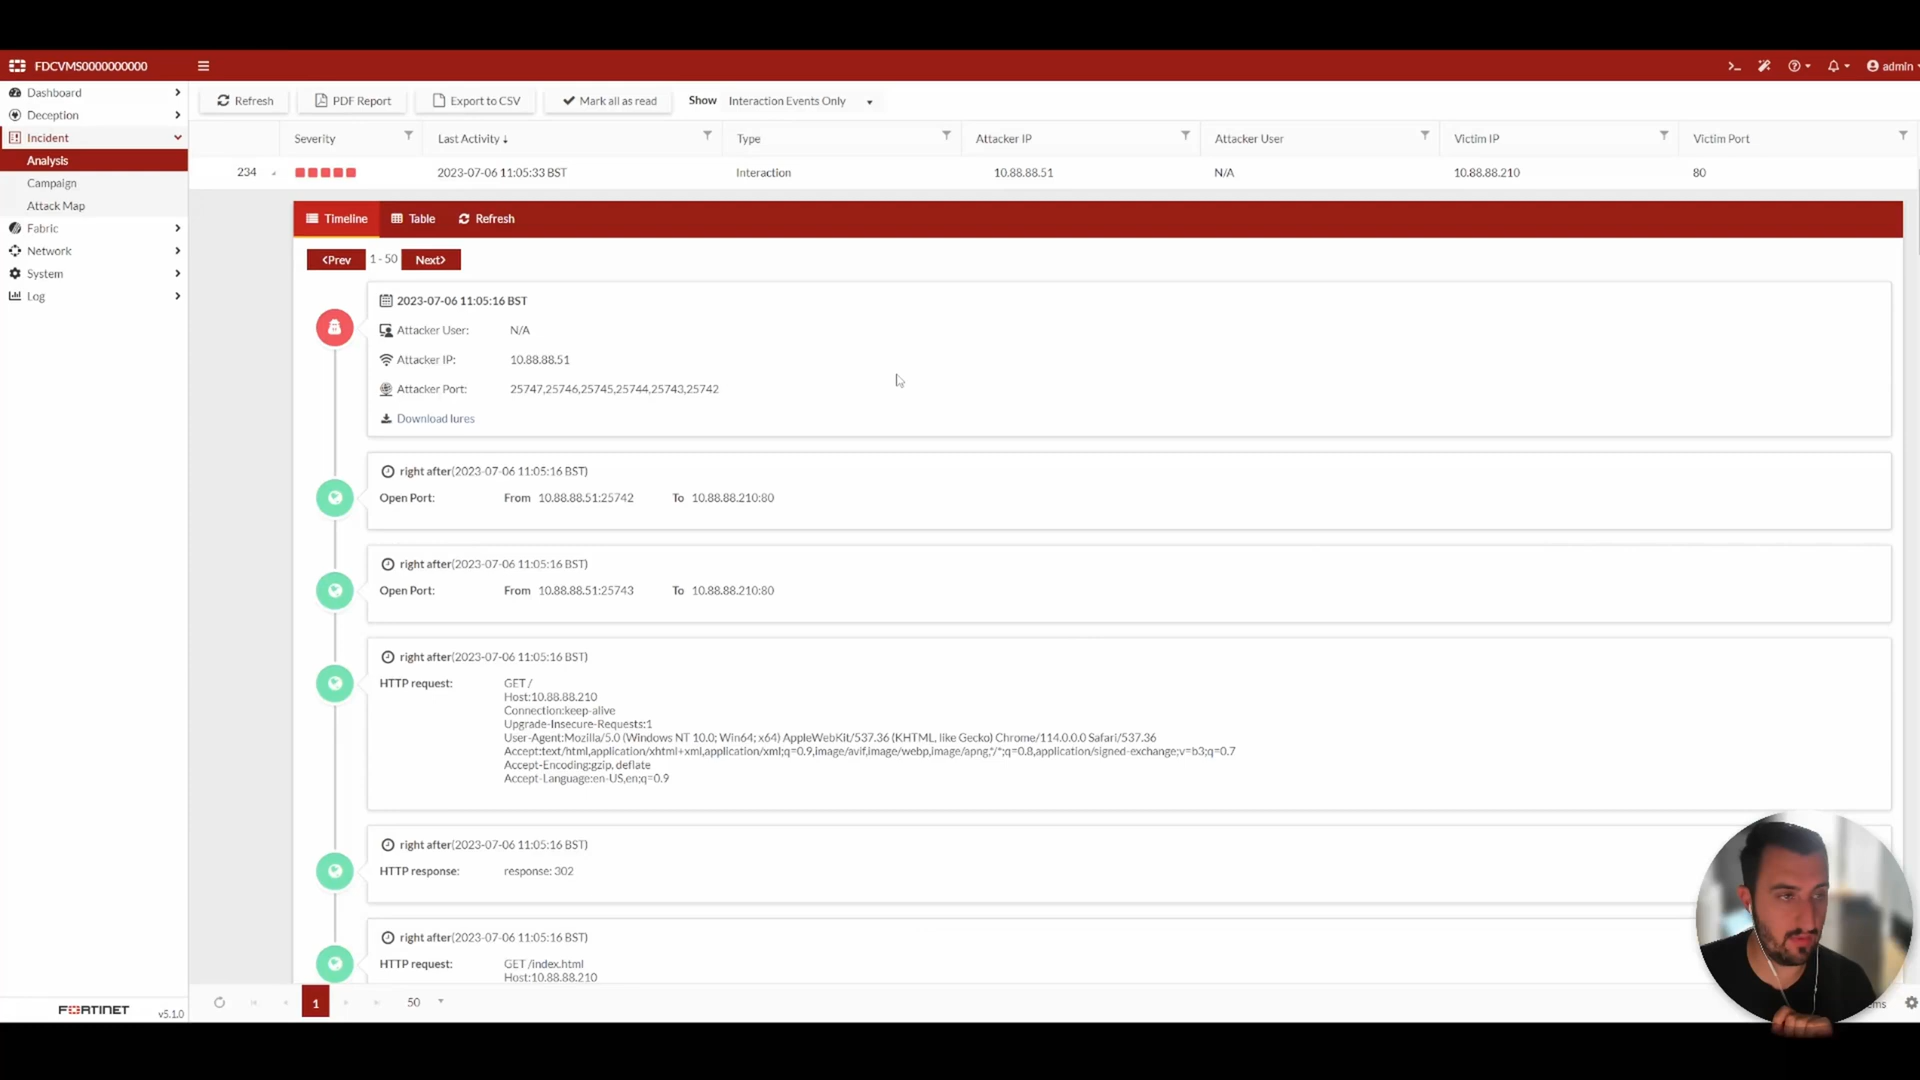 FDCVMS0000000000
admin
Dashboard
Deception
Incident
Analysis
Campaign
Attack Map
Fabric
Network
System
Log
FORTINET v5.1.0
Refresh PDF Report Export to CSV Mark all as read Show Interaction Events Only
Severity Last Activity ↓ Type Attacker IP Attacker User Victim IP Victim Port
234 2023-07-06 11:05:33 BST Interaction 10.88.88.51 N/A 10.88.88.210 80
Timeline Table Refresh
<Prev 1 - 50 Next>
2023-07-06 11:05:16 BST
Attacker User: N/A
Attacker IP: 10.88.88.51
Attacker Port: 25747,25746,25745,25744,25743,25742
Download lures
right after(2023-07-06 11:05:16 BST)
Open Port: From 10.88.88.51:25742 To 10.88.88.210:80
right after(2023-07-06 11:05:16 BST)
Open Port: From 10.88.88.51:25743 To 10.88.88.210:80
right after(2023-07-06 11:05:16 BST)
HTTP request: GET /
Host:10.88.88.210
Connection:keep-alive
Upgrade-Insecure-Requests:1
User-Agent:Mozilla/5.0 (Windows NT 10.0; Win64; x64) AppleWebKit/537.36 (KHTML, like Gecko) Chrome/114.0.0.0 Safari/537.36
Accept:text/html,application/xhtml+xml,application/xml;q=0.9,image/avif,image/webp,image/apng,*/*;q=0.8,application/signed-exchange;v=b3;q=0.7
Accept-Encoding:gzip, deflate
Accept-Language:en-US,en;q=0.9
right after(2023-07-06 11:05:16 BST)
HTTP response: response: 302
right after(2023-07-06 11:05:16 BST)
HTTP request: GET /index.html
Host:10.88.88.210
1 50